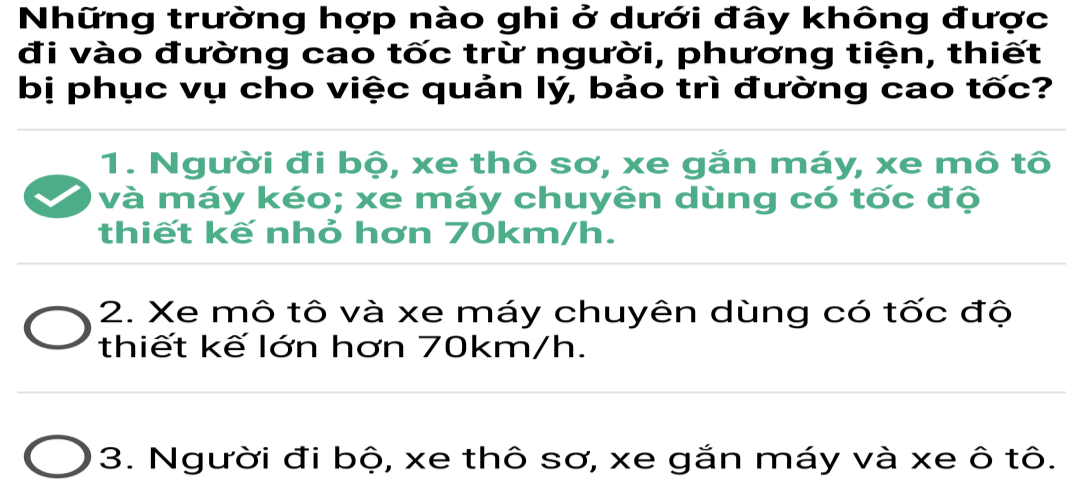 Những trường hợp nào ghi ở dưới đây không được
đi vào đường cao tốc trừ người, phương tiện, thiết
bị phục vụ cho việc quản lý, bảo trì đường cao tốc?
1. Người đi bộ, xe thô sơ, xe gắn máy, xe mô tô
và máy kéo; xe máy chuyên dùng có tốc độ
thiết kế nhỏ hơn 70km/h.
2. Xe mô tô và xe máy chuyên dùng có tốc độ
thiết kế lớn hơn 70km/h.
3. Người đi bộ, xe thô sơ, xe gắn máy và xe ô tô.